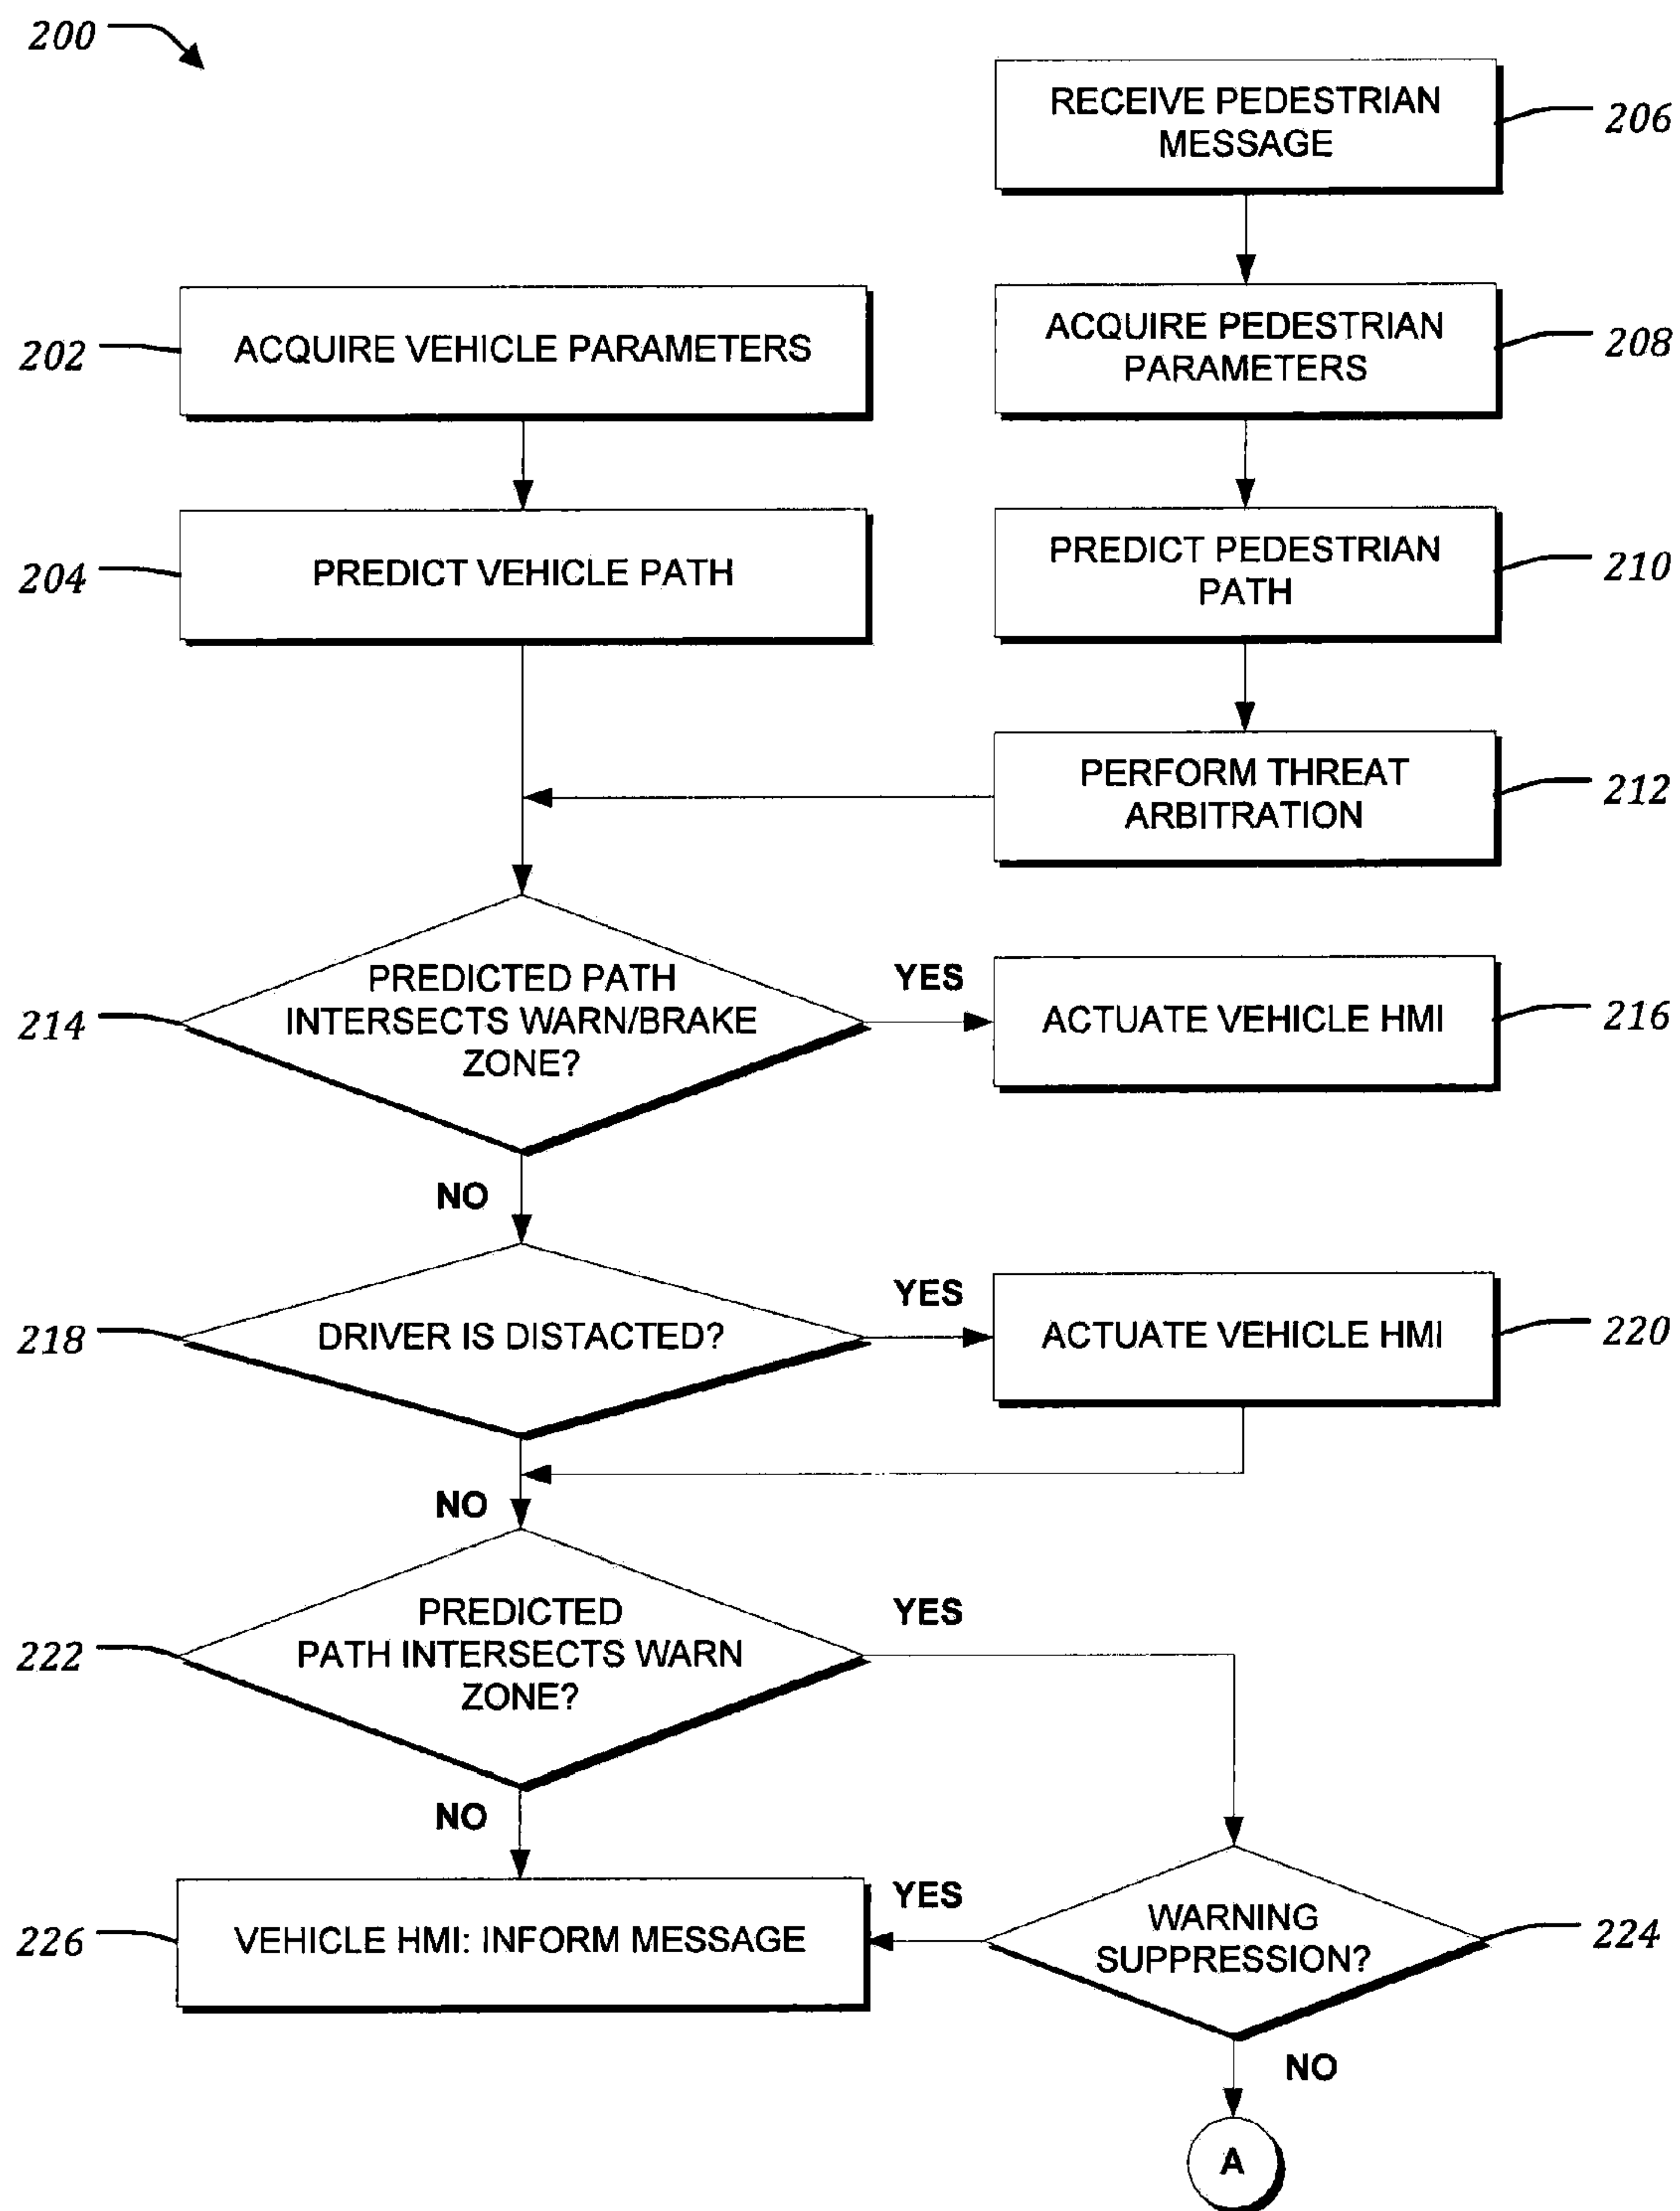 200
RECEIVE PEDESTRIAN
MESSAGE
206
202
ACQUIRE VEHICLE PARAMETERS
ACQUIRE PEDESTRIAN
PARAMETERS
208
204
PREDICT VEHICLE PATH
PREDICT PEDESTRIAN
PATH
210
PERFORM THREAT
ARBITRATION
212
214
PREDICTED PATH
INTERSECTS WARN/BRAKE
ZONE?
YES
ACTUATE VEHICLE HMI
216
NO
218
DRIVER IS DISTACTED?
YES
ACTUATE VEHICLE HMI
220
NO
222
PREDICTED
PATH INTERSECTS WARN
ZONE?
YES
NO
226
VEHICLE HMI: INFORM MESSAGE
YES
WARNING
SUPPRESSION?
224
NO
A